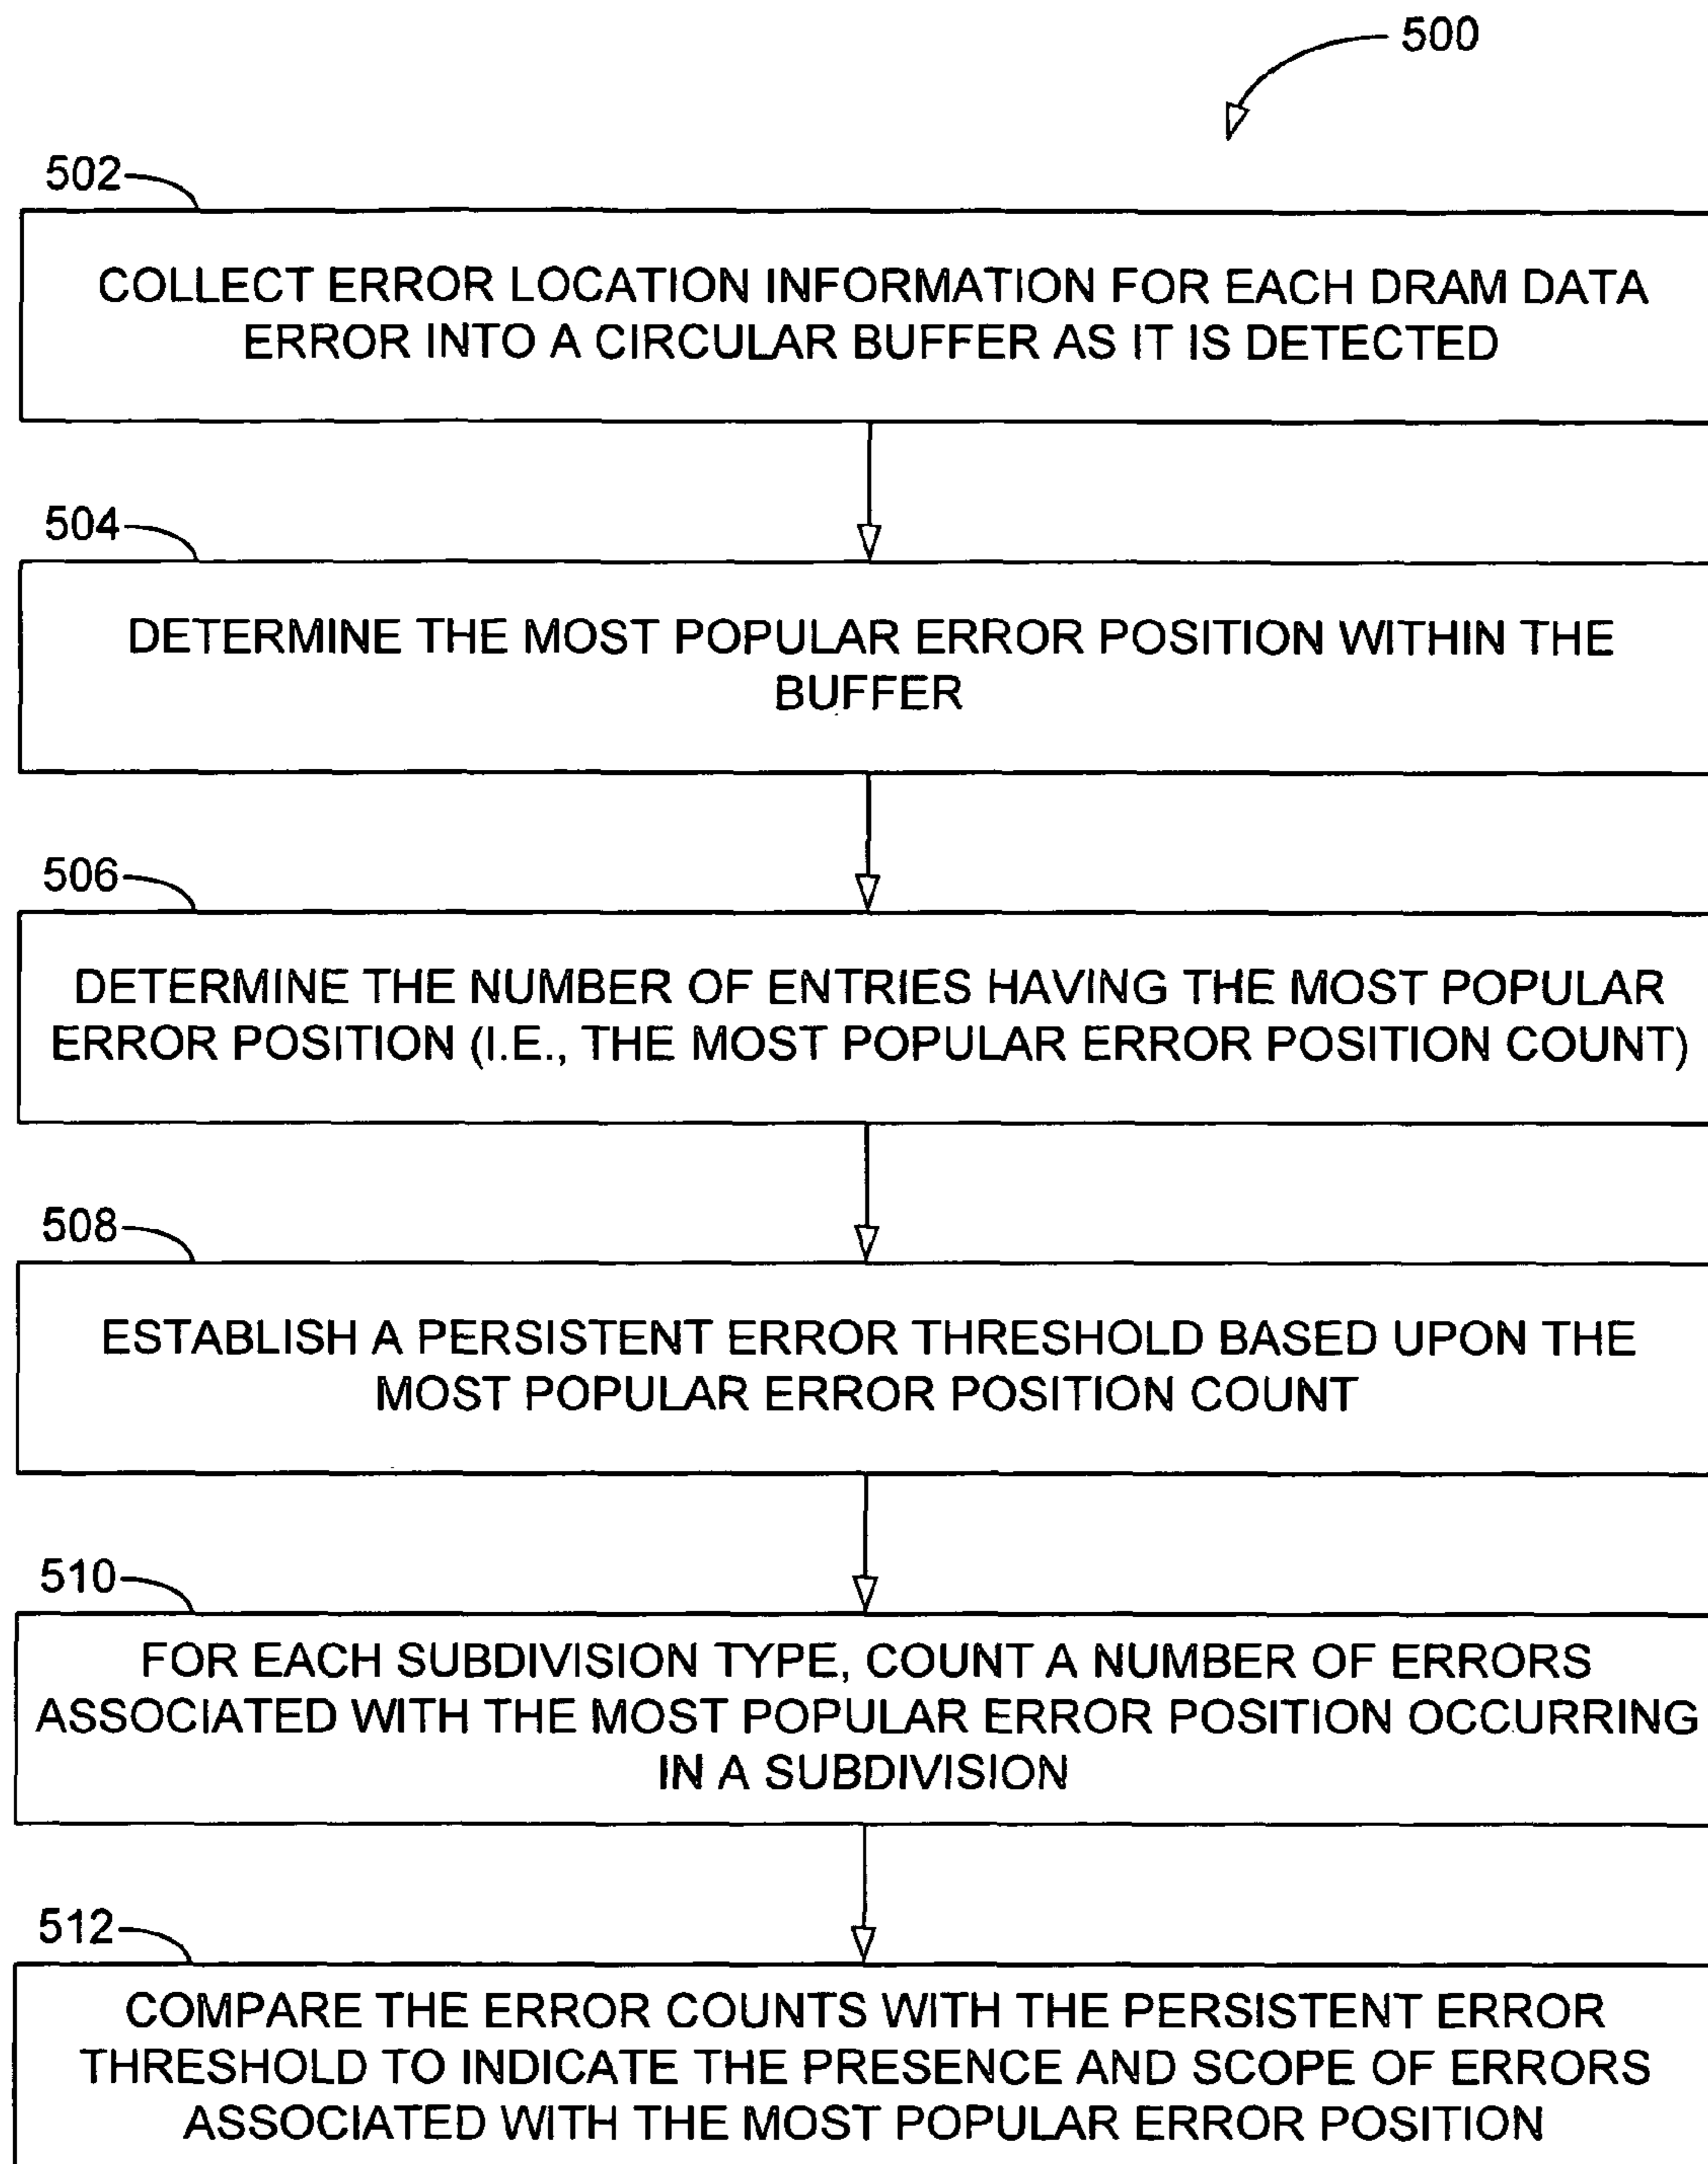 500
502
COLLECT ERROR LOCATION INFORMATION FOR EACH DRAM DATA
ERROR INTO A CIRCULAR BUFFER AS IT IS DETECTED
504
DETERMINE THE MOST POPULAR ERROR POSITION WITHIN THE
BUFFER
506
DETERMINE THE NUMBER OF ENTRIES HAVING THE MOST POPULAR
ERROR POSITION (I.E., THE MOST POPULAR ERROR POSITION COUNT)
508
ESTABLISH A PERSISTENT ERROR THRESHOLD BASED UPON THE
MOST POPULAR ERROR POSITION COUNT
510
FOR EACH SUBDIVISION TYPE, COUNT A NUMBER OF ERRORS
ASSOCIATED WITH THE MOST POPULAR ERROR POSITION OCCURRING
IN A SUBDIVISION
512
COMPARE THE ERROR COUNTS WITH THE PERSISTENT ERROR
THRESHOLD TO INDICATE THE PRESENCE AND SCOPE OF ERRORS
ASSOCIATED WITH THE MOST POPULAR ERROR POSITION